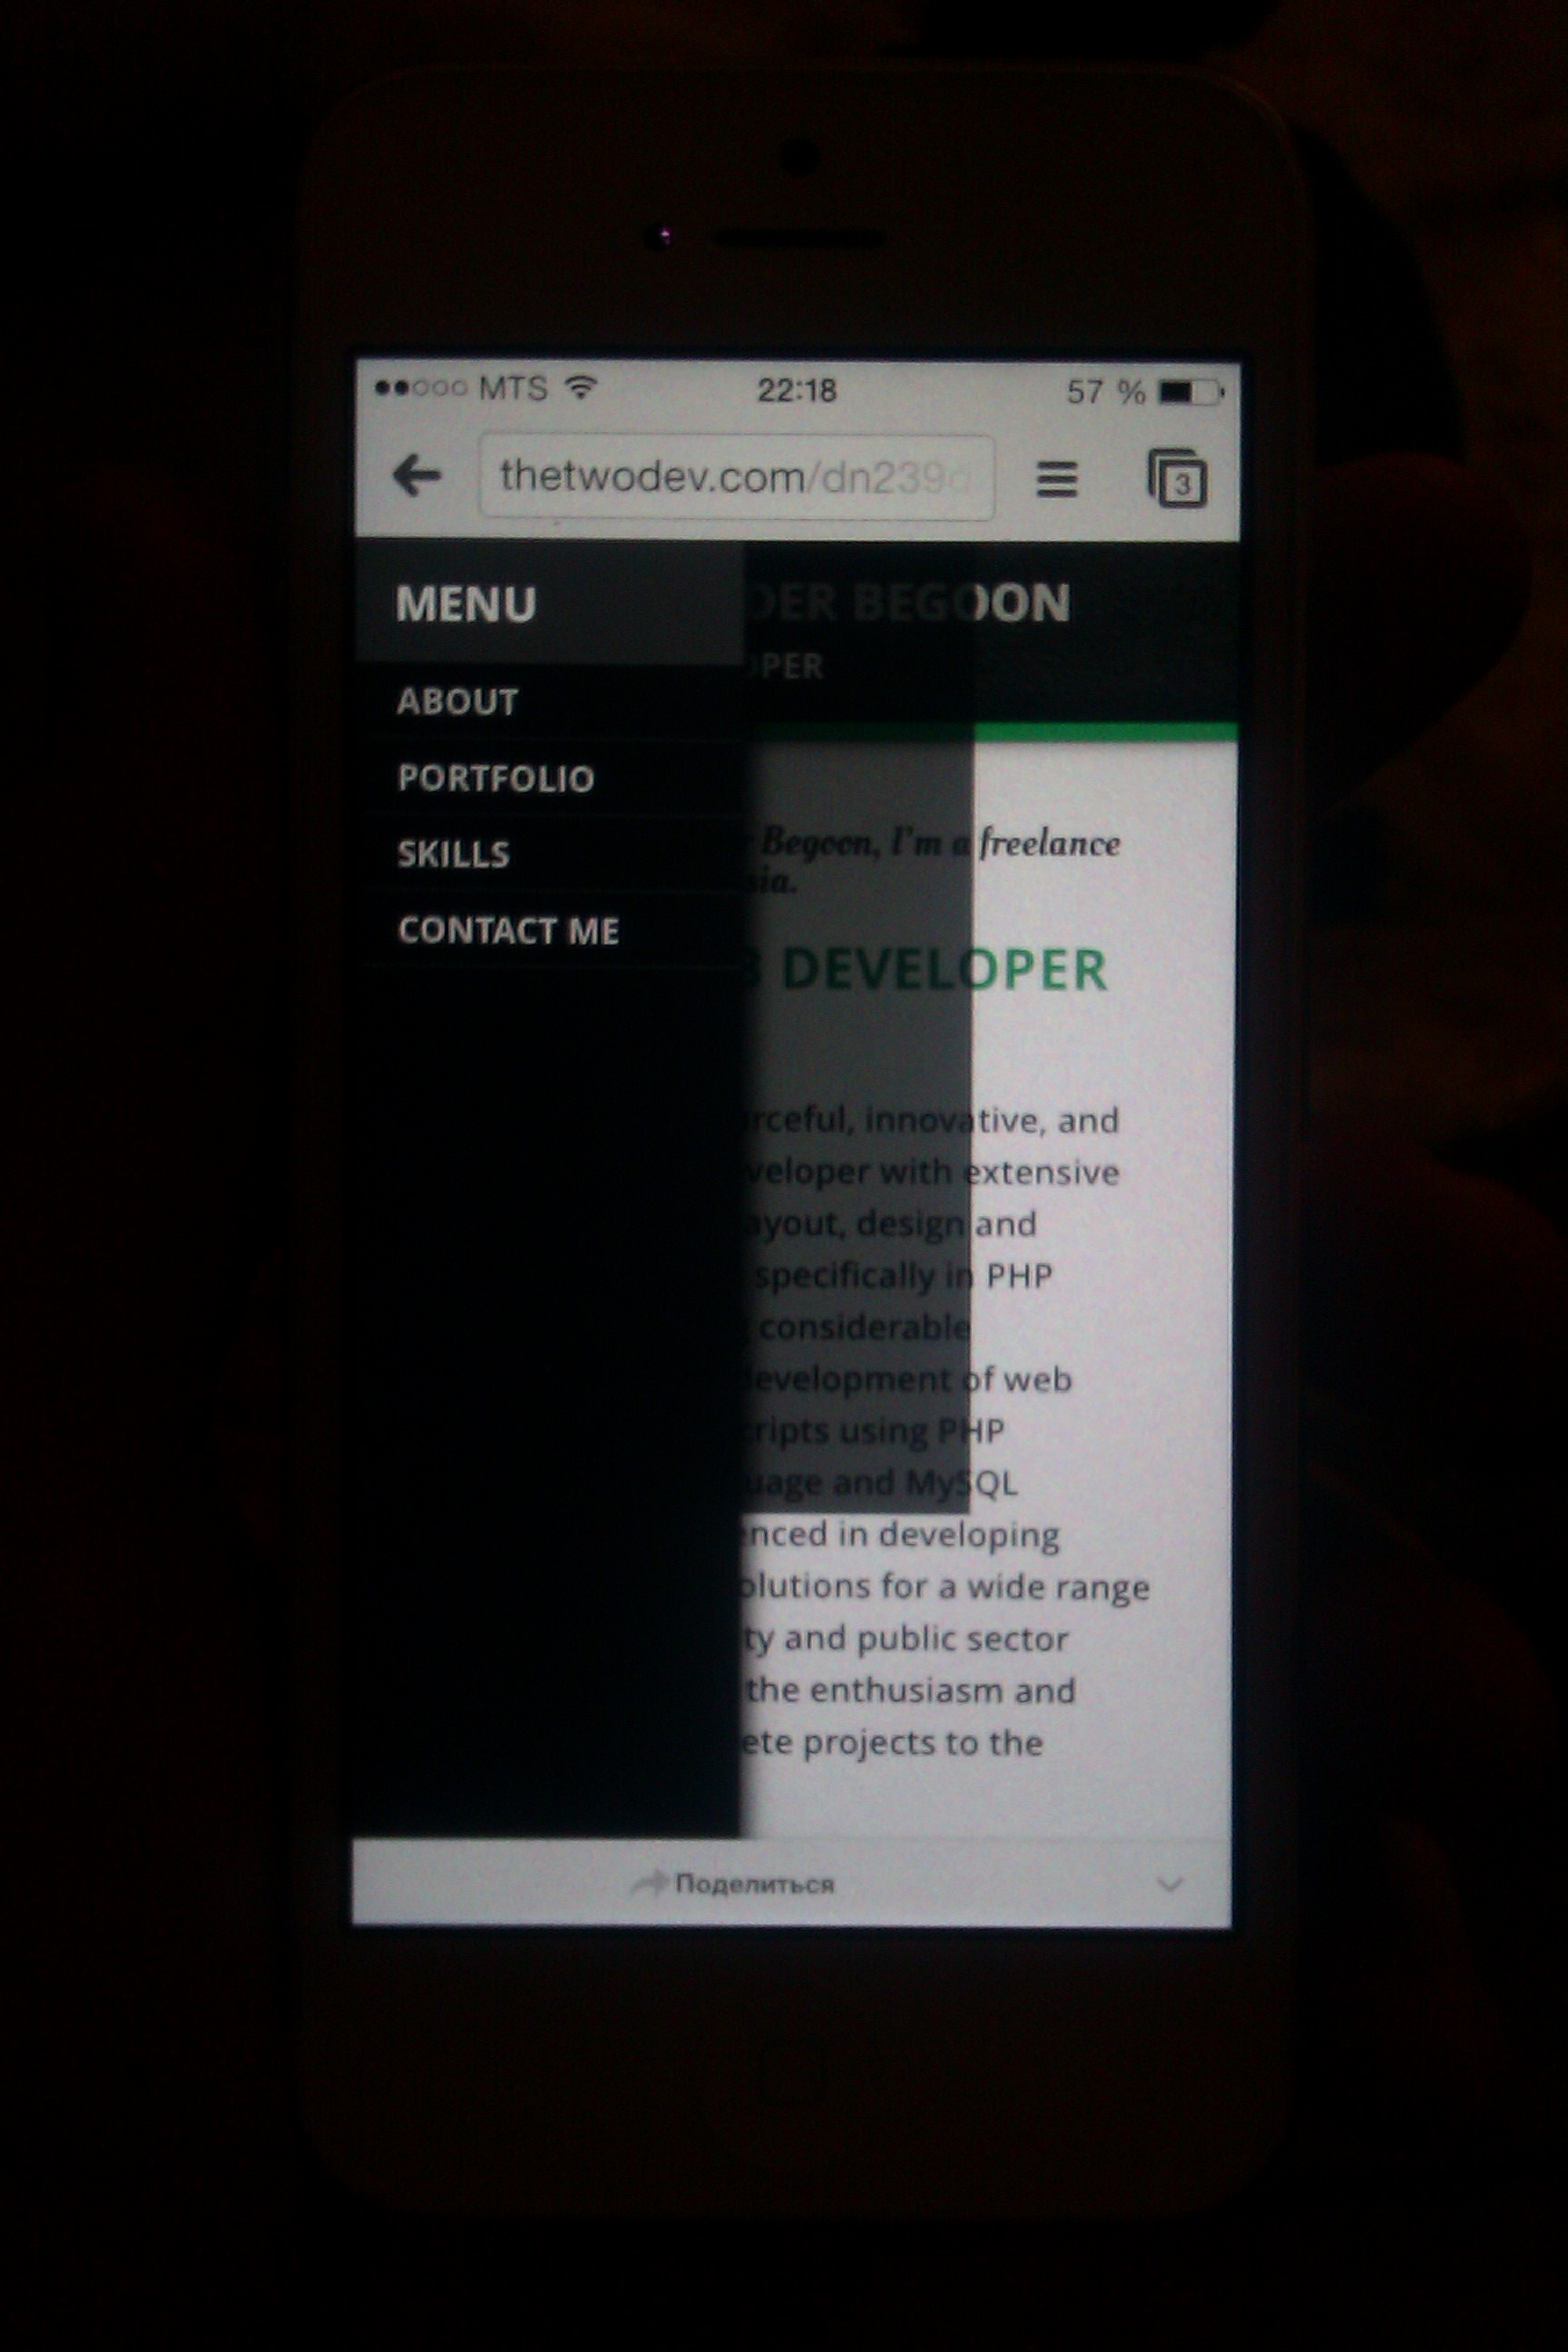 MTS 22:18 57 %
thetwodev.com/dn239d
3
MENU
DER BEGOON
OPER
ABOUT
PORTFOLIO
SKILLS
CONTACT ME
r Begoon, I'm a freelance
sia.
B DEVELOPER
rceful, innovative, and
veloper with extensive
ayout, design and
specifically in PHP
considerable
development of web
cripts using PHP
uage and MySQL
enced in developing
olutions for a wide range
ty and public sector
the enthusiasm and
ete projects to the
Поделиться